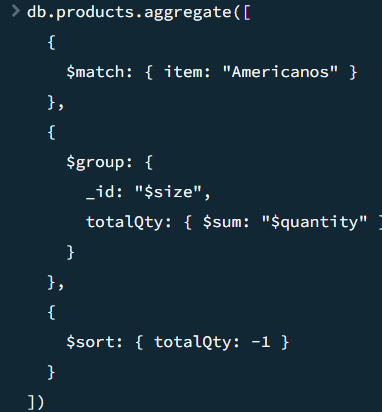 > db.products.aggregate([
{
$match: { item: "Americanos" }
},
{
$group: {
_id: "$size",
totalQty: { $sum: "$quantity" }
}
},
{
$sort: { totalQty: -1 }
}
])